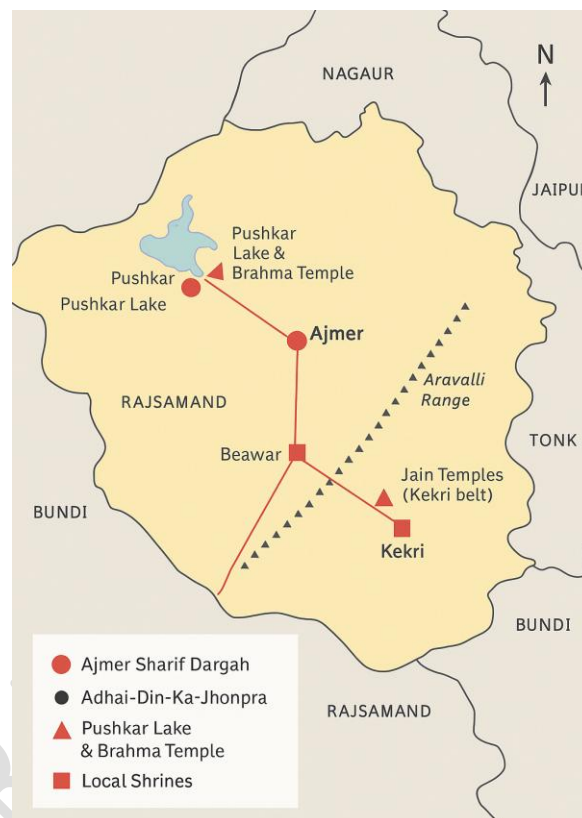 NAGAUR
N
JAIPUR
Pushkar
Lake &
Brahma Temple
Pushkar
Pushkar Lake
Ajmer
Aravalli
Range
RAJSAMAND
TONK
Beawar
Jain Temples
(Kekri belt)
BUNDI
Kekri
BUNDI
RAJSAMAND
Ajmer Sharif Dargah
Adhai-Din-Ka-Jhonpra
Pushkar Lake
& Brahma Temple
Local Shrines